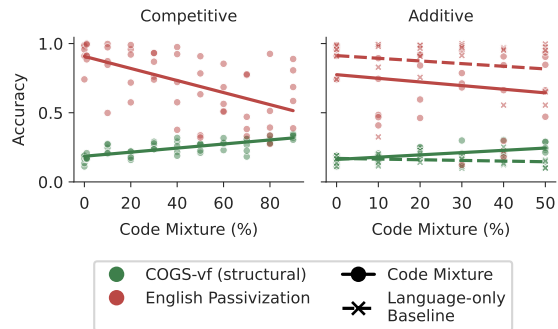 Competitive
Additive
Accuracy
1.0
0.5
0.0
0 20 40 60 80
0 10 20 30 40 50
Code Mixture (%)
Code Mixture (%)
COGS-vf (structural)
English Passivization
Code Mixture
Language-only
Baseline